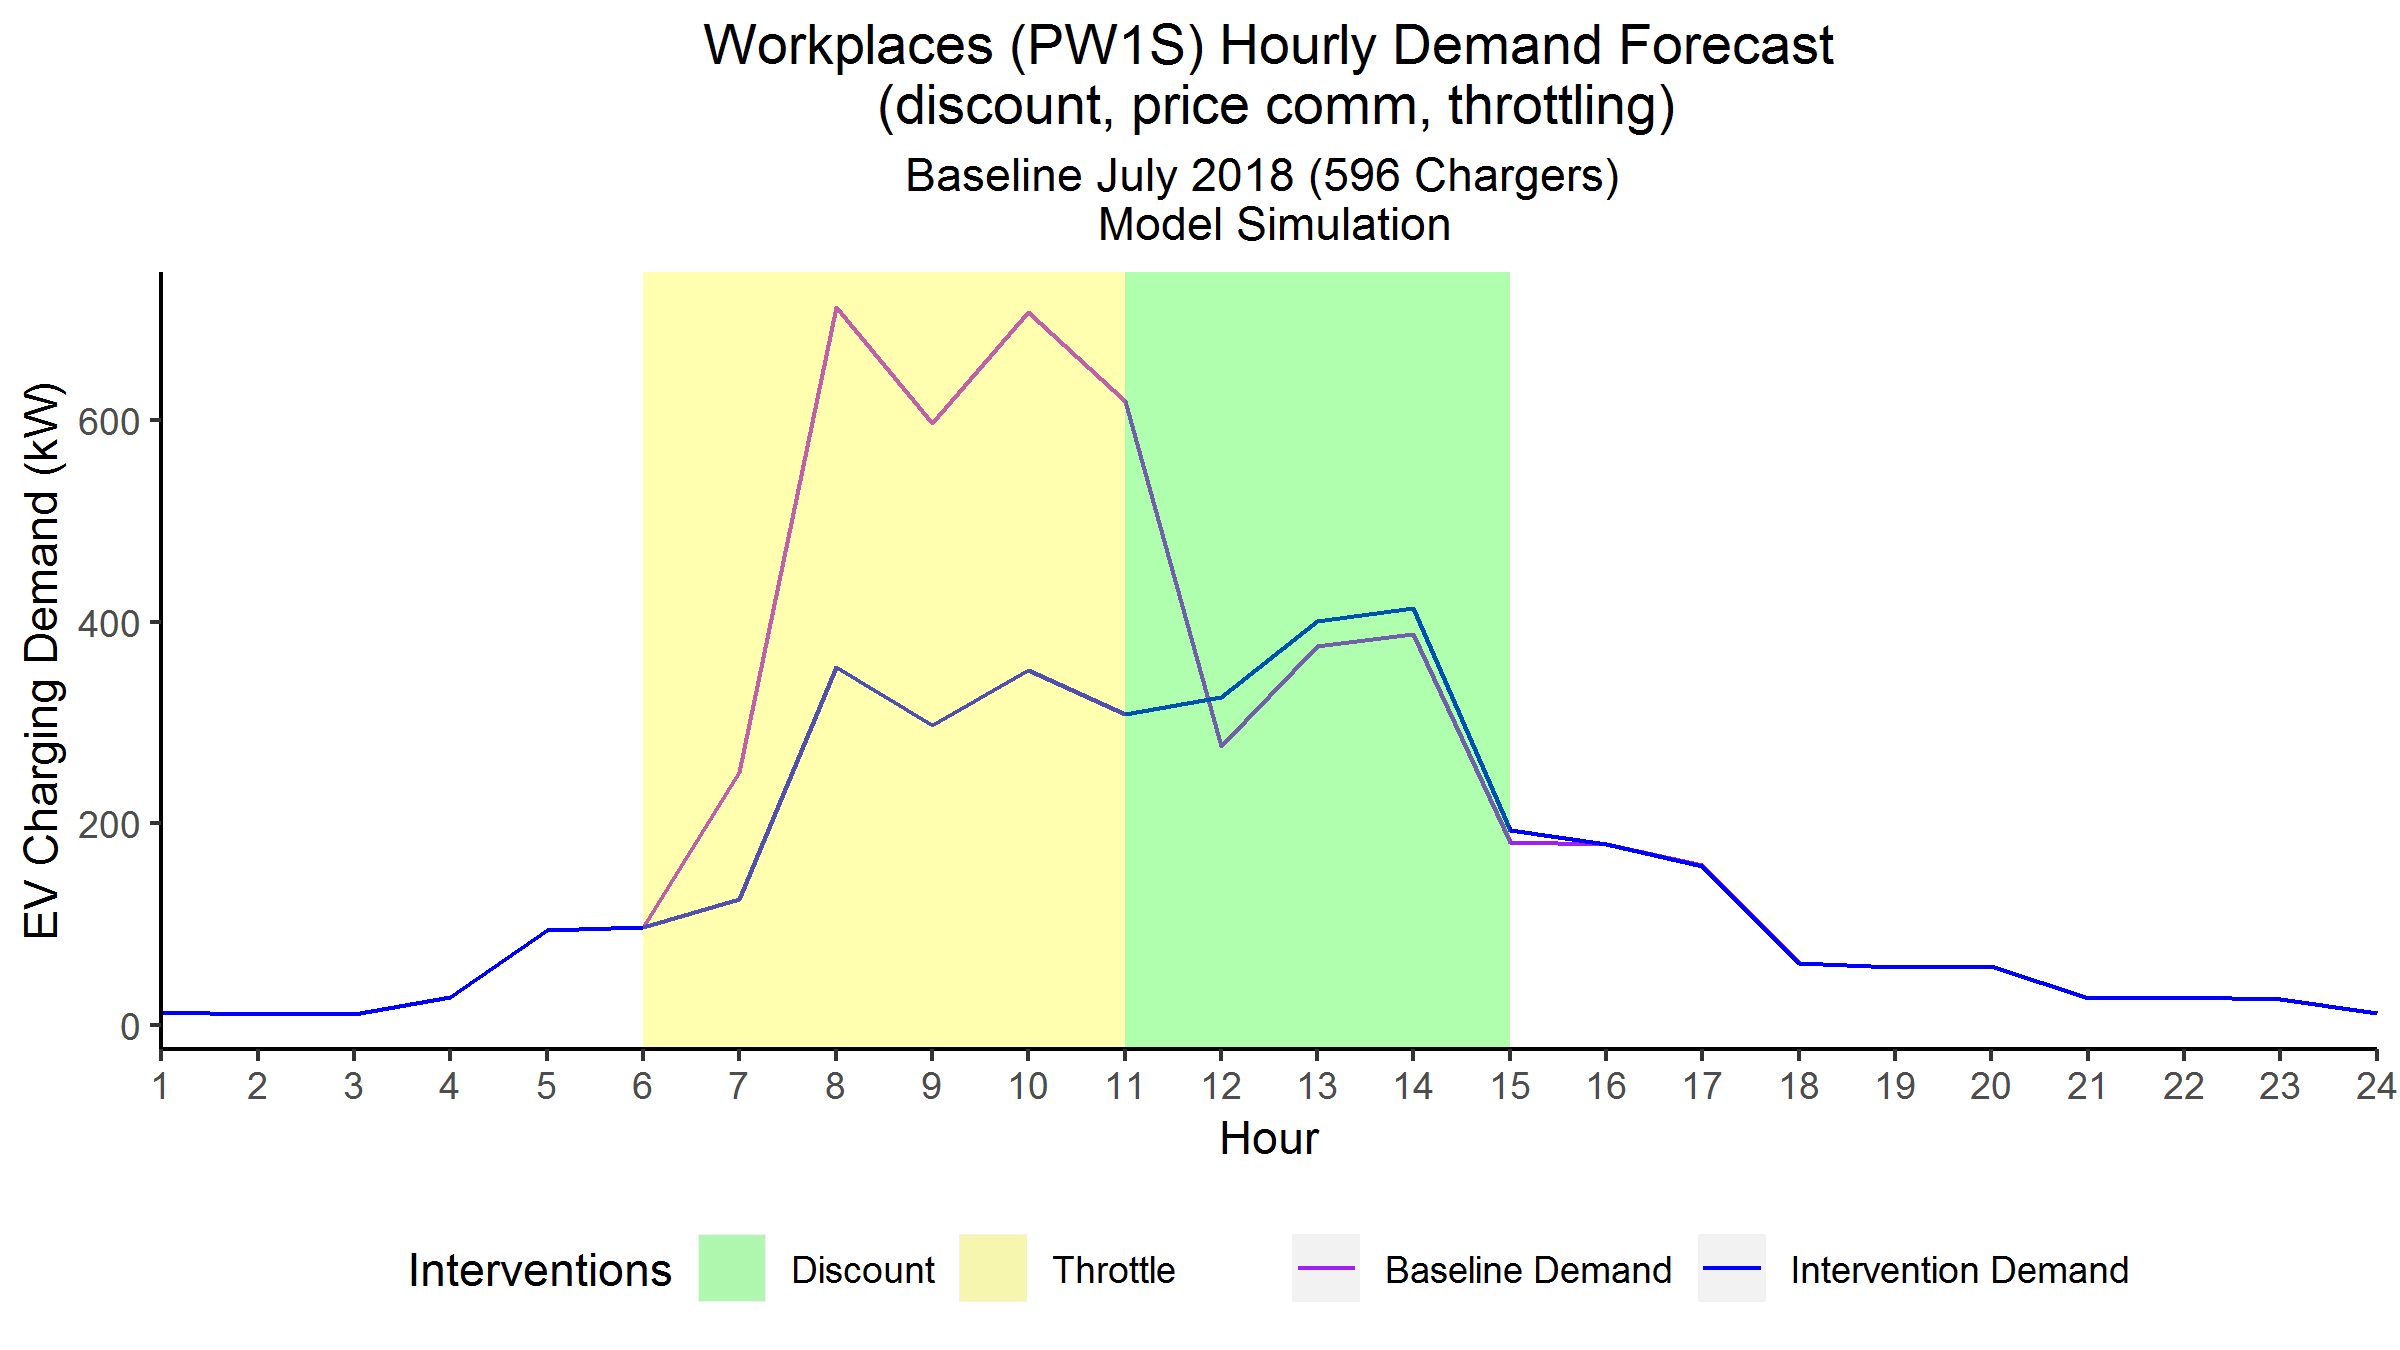 Workplaces (PW1S) Hourly Demand Forecast
(discount, price comm, throttling)
Baseline July 2018 (596 Chargers)
Model Simulation
EV Charging Demand (kW)
600
400
200
0
1 2 3 4 5 6 7 8 9 10 11 12 13 14 15 16 17 18 19 20 21 22 23 24
Hour
Interventions Discount Throttle Baseline Demand Intervention Demand